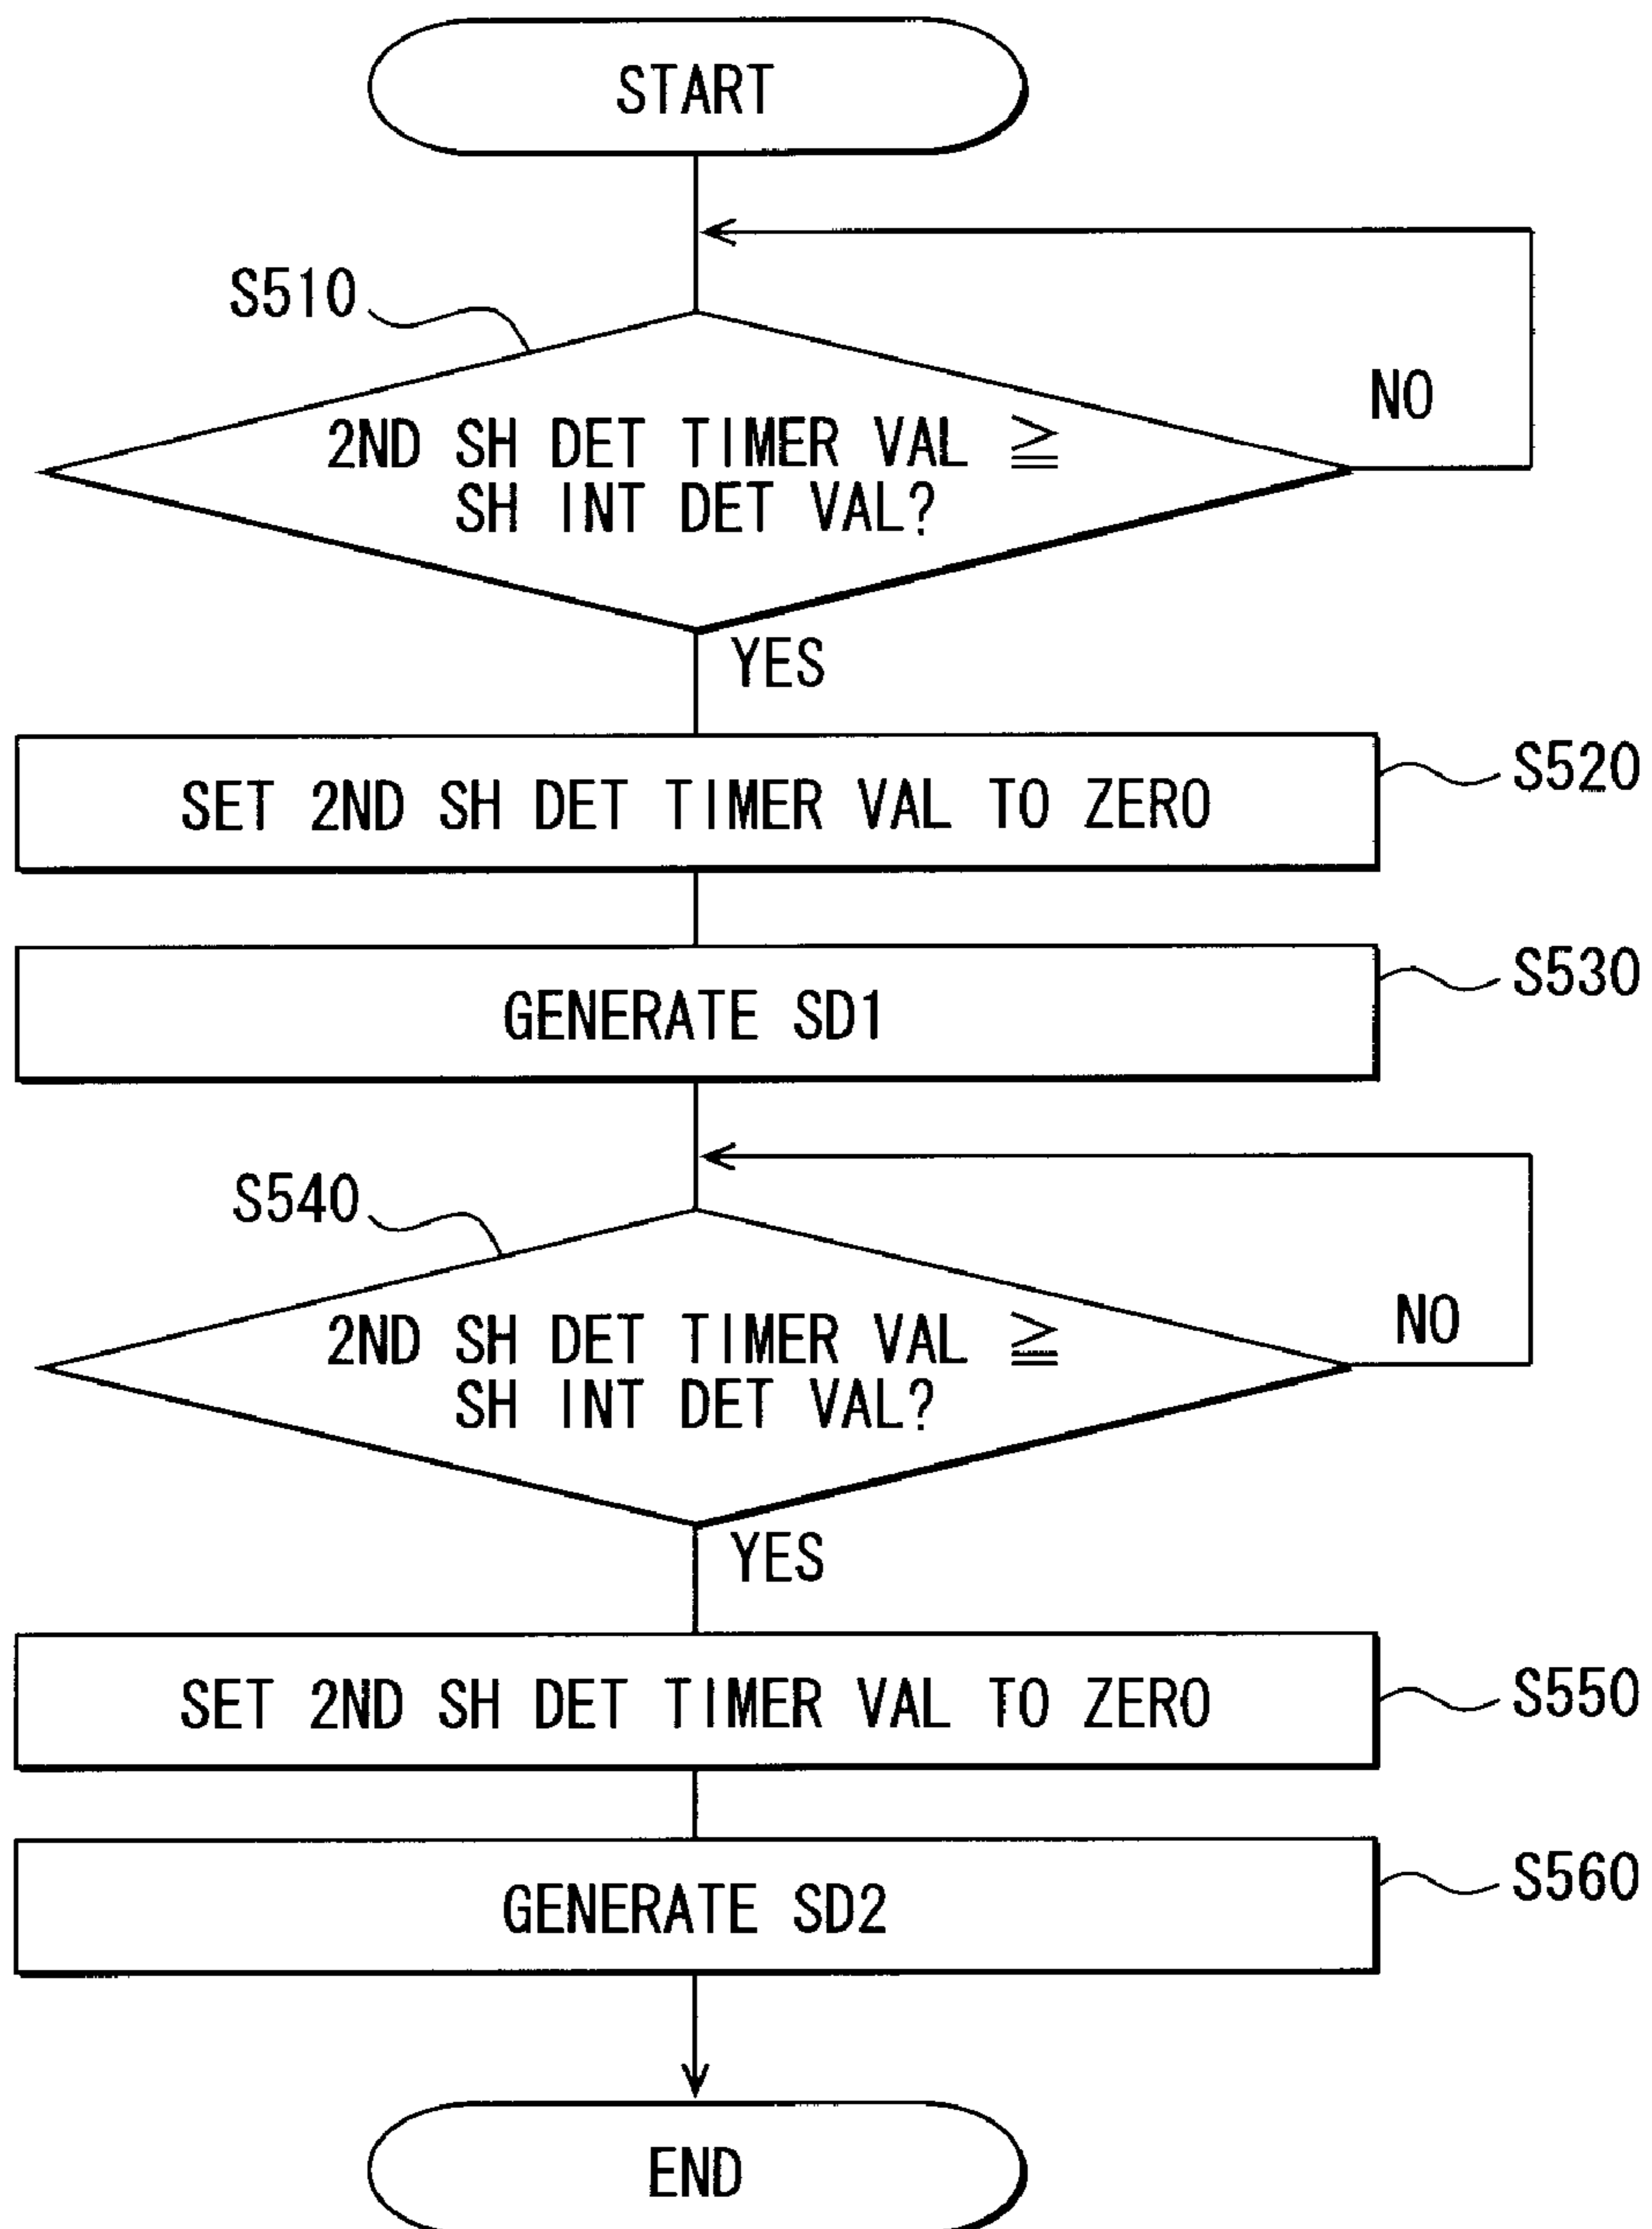 START
S510
NO
2ND SH DET TIMER VAL ≧
SH INT DET VAL?
YES
SET 2ND SH DET TIMER VAL TO ZERO
S520
GENERATE SD1
S530
S540
NO
2ND SH DET TIMER VAL ≧
SH INT DET VAL?
YES
SET 2ND SH DET TIMER VAL TO ZERO
S550
GENERATE SD2
S560
END